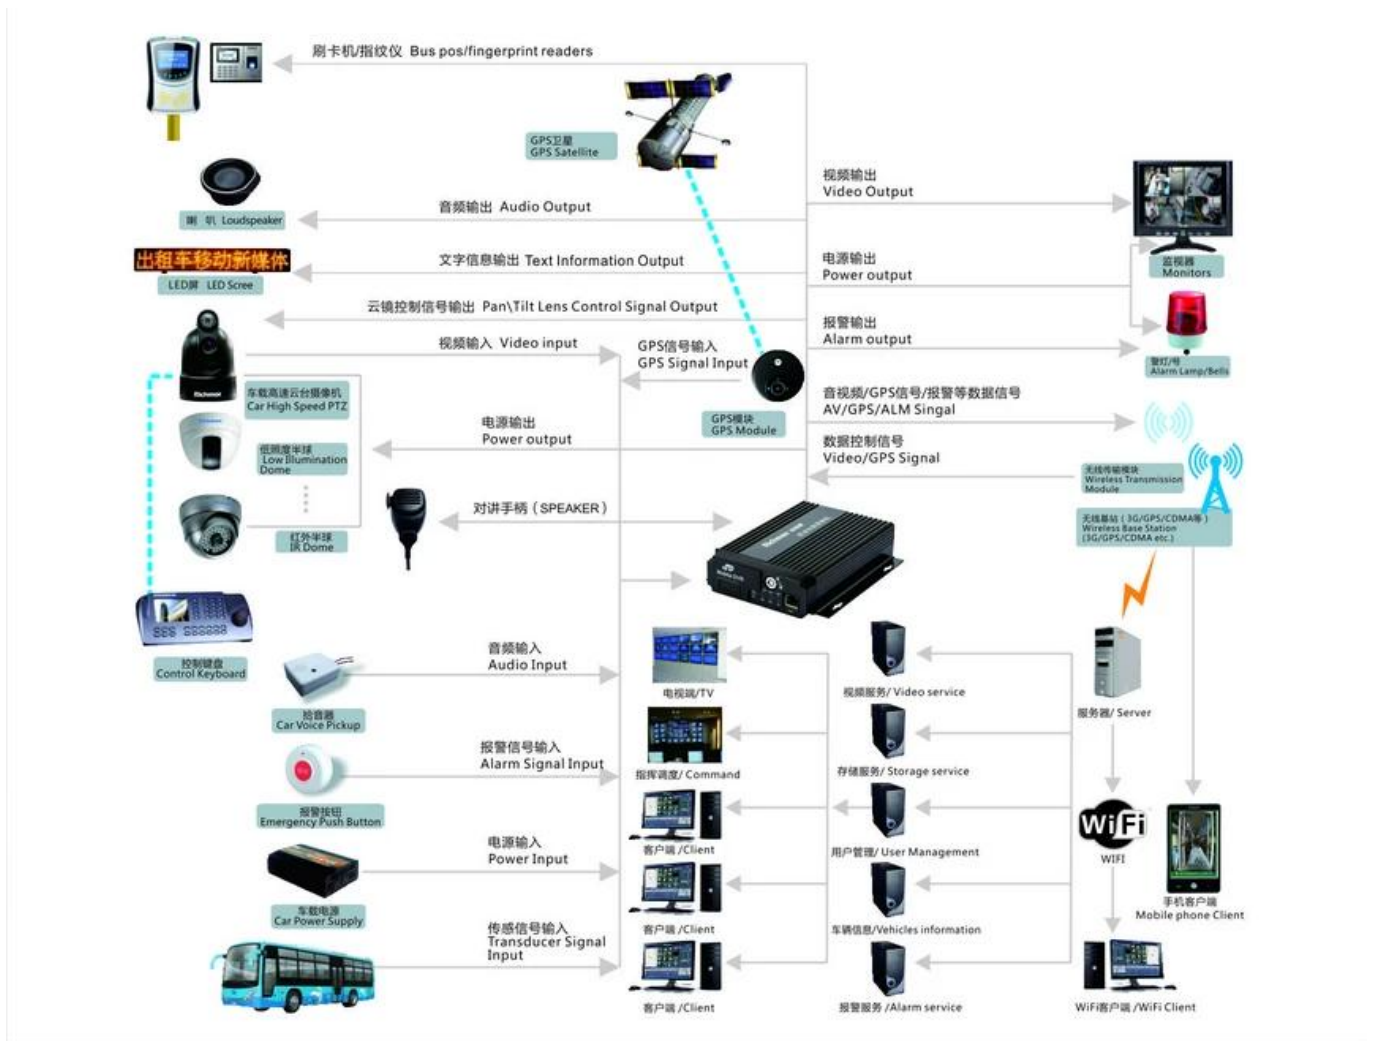 刷卡机/指纹仪 Bus pos/fingerprint readers
GPS卫星
GPS Satellite
视频输出
Video Output
喇 叭 Loudspeaker
音频输出 Audio Output
出租车移动新媒体
LED屏 LED Scree
文字信息输出 Text Information Output
电源输出
Power output
监视器
Monitors
云镜控制信号输出 Pan\Tilt Lens Control Signal Output
视频输入 Video input
GPS信号输入
GPS Signal Input
报警输出
Alarm output
警灯/号
Alarm Lamp/Bells
车载高速云台摄像机
Car High Speed PTZ
GPS模块
GPS Module
音视频/GPS信号/报警等数据信号
AV/GPS/ALM Singal
电源输出
Power output
低照度半球
Low Illumination
Dome
数据控制信号
Video/GPS Signal
无线传输模块
Wireless Transmission
Module
对讲手柄（SPEAKER）
无线基站（3G/GPS/CDMA等）
Wireless Base Station
(3G/GPS/CDMA etc.)
红外半球
IR Dome
Mobile DVR
控制键盘
Control Keyboard
音频输入
Audio Input
拾音器
Car Voice Pickup
电视端/TV
视频服务/ Video service
服务器/ Server
报警信号输入
Alarm Signal Input
指挥调度/ Command
存储服务/ Storage service
报警按钮
Emergency Push Button
电源输入
Power Input
客户端 /Client
用户管理/ User Management
WiFi
WIFI
车载电源
Car Power Supply
手机客户端
Mobile phone Client
传感信号输入
Transducer Signal
Input
客户端 /Client
车辆信息/Vehicles information
客户端 /Client
报警服务 /Alarm service
WiFi客户端 /WiFi Client